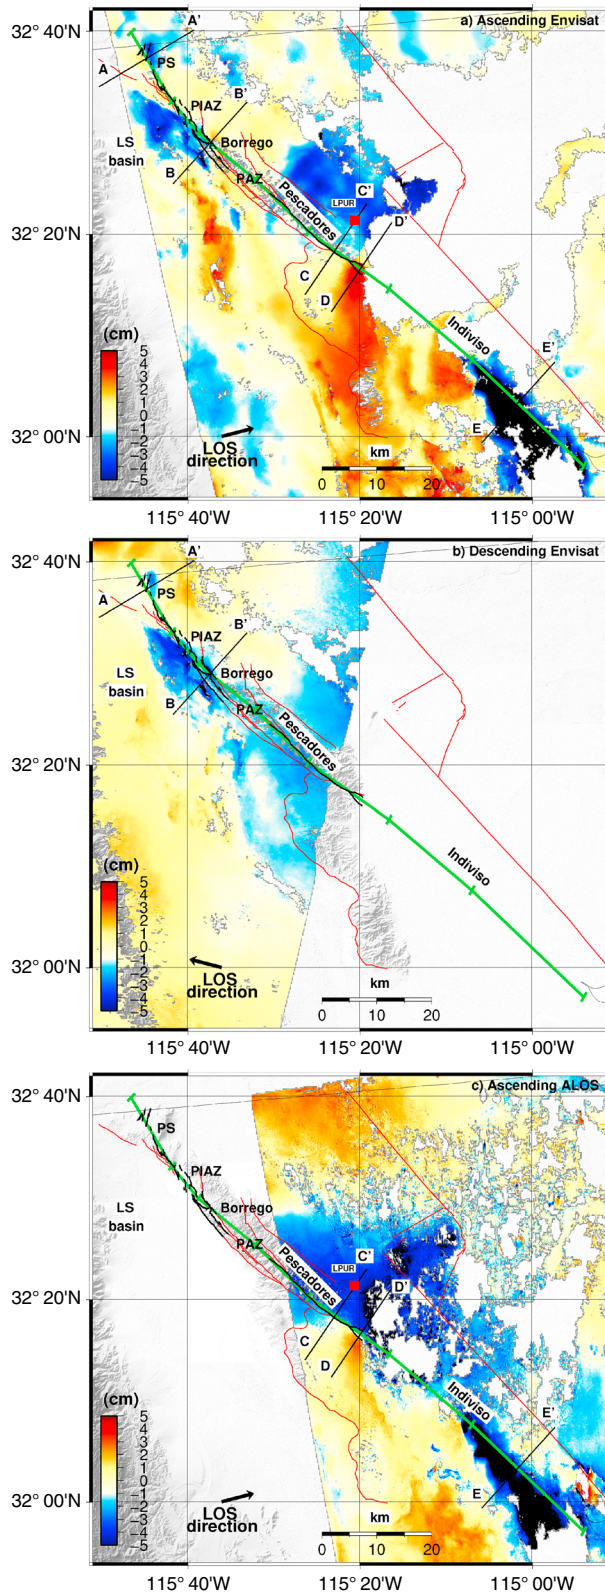 a) Ascending Envisat
32° 40'N
A'
A
PS
PIAZ
B'
LS
basin
Borrego
B
PAZ
Pescadores
LPUR
C'
32° 20'N
D'
C
D
Indiviso
(cm)
5
4
3
2
1
0
-1
-2
-3
-4
-5
E'
E
32° 00'N
LOS
direction
km
0 10 20
115° 40'W 115° 20'W 115° 00'W
b) Descending Envisat
32° 40'N
A'
A
PS
PIAZ
B'
LS
basin
Borrego
B
PAZ
Pescadores
32° 20'N
Indiviso
(cm)
5
4
3
2
1
0
-1
-2
-3
-4
-5
32° 00'N
LOS
direction
km
0 10 20
115° 40'W 115° 20'W 115° 00'W
c) Ascending ALOS
32° 40'N
PS
PIAZ
LS
basin
Borrego
PAZ
Pescadores
C'
LPUR
D'
32° 20'N
C
D
Indiviso
(cm)
5
4
3
2
1
0
-1
-2
-3
-4
-5
E'
E
32° 00'N
LOS
direction
km
0 10 20
115° 40'W 115° 20'W 115° 00'W